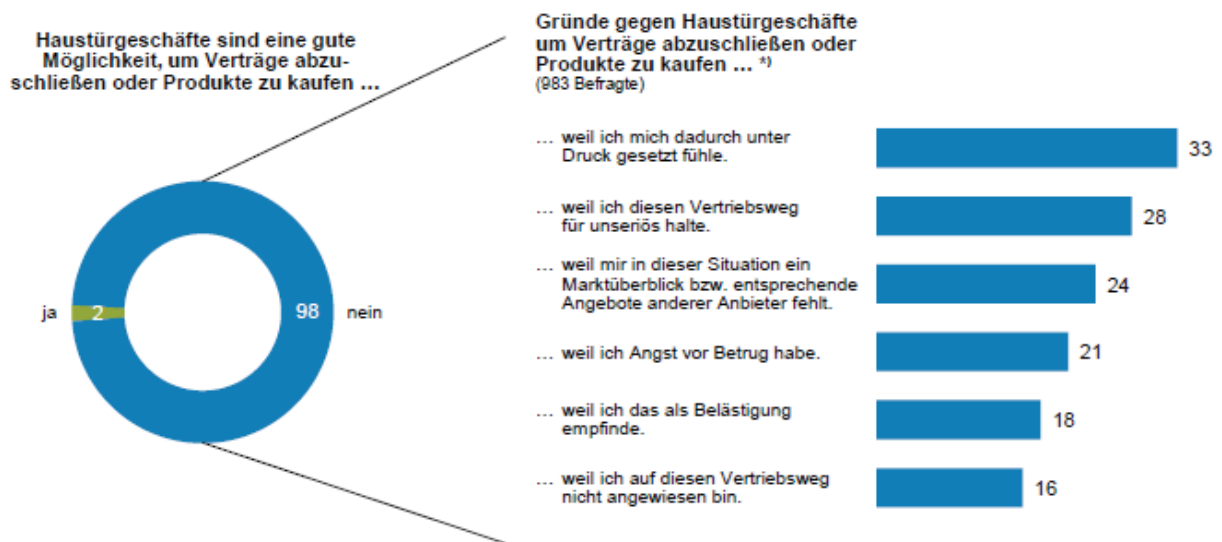 Haustürgeschäfte sind eine gute
Möglichkeit, um Verträge abzu-
schließen oder Produkte zu kaufen ...
ja
2
98
nein
Gründe gegen Haustürgeschäfte
um Verträge abzuschließen oder
Produkte zu kaufen ... *)
(983 Befragte)
... weil ich mich dadurch unter
Druck gesetzt fühle.
33
... weil ich diesen Vertriebsweg
für unseriös halte.
28
... weil mir in dieser Situation ein
Marktüberblick bzw. entsprechende
Angebote anderer Anbieter fehlt.
24
... weil ich Angst vor Betrug habe.
21
... weil ich das als Belästigung
empfinde.
18
... weil ich auf diesen Vertriebsweg
nicht angewiesen bin.
16